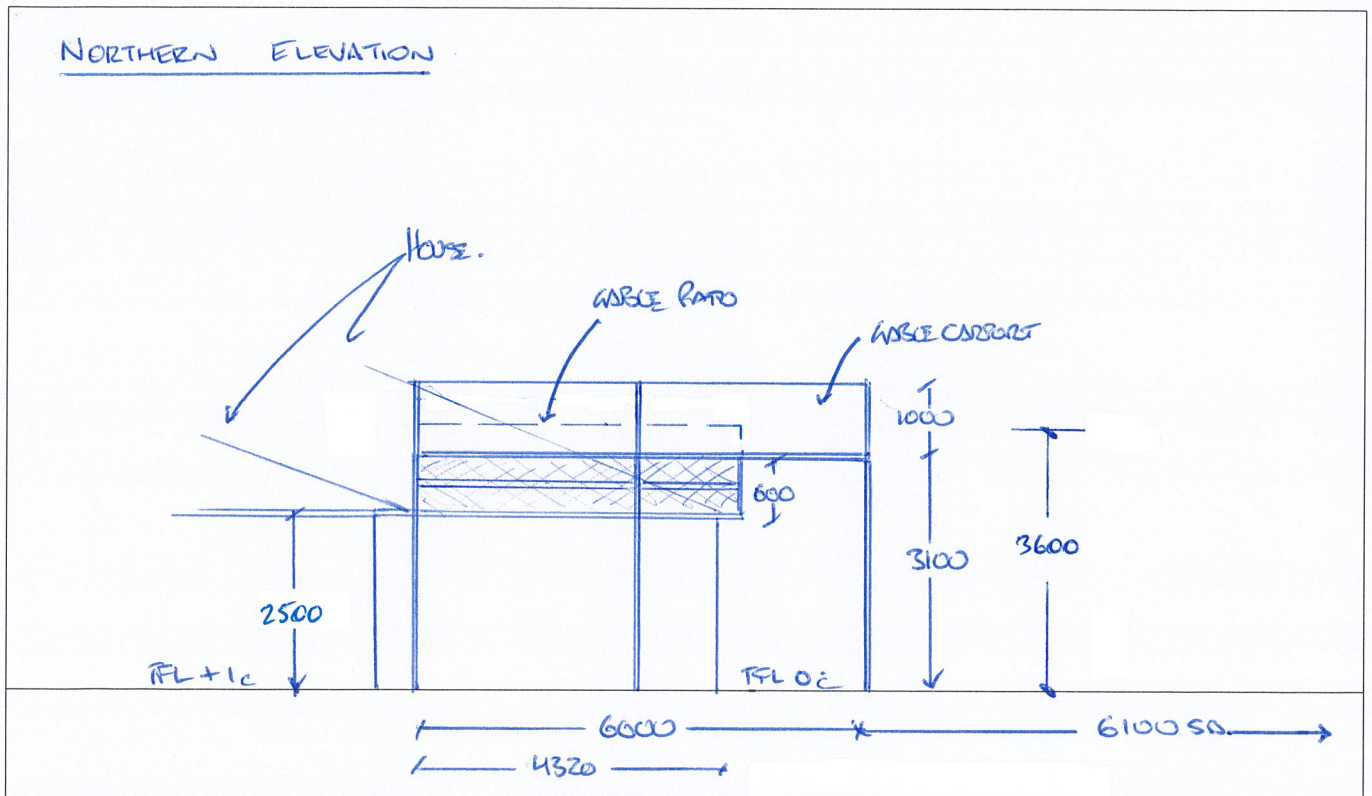 NORTHERN ELEVATION
HOUSE.
GABLE PATIO
GABLE CARPORT
1000
600
3600
3100
2500
FFL + 1c
FFL 0c
6000
6100 SB.
4320